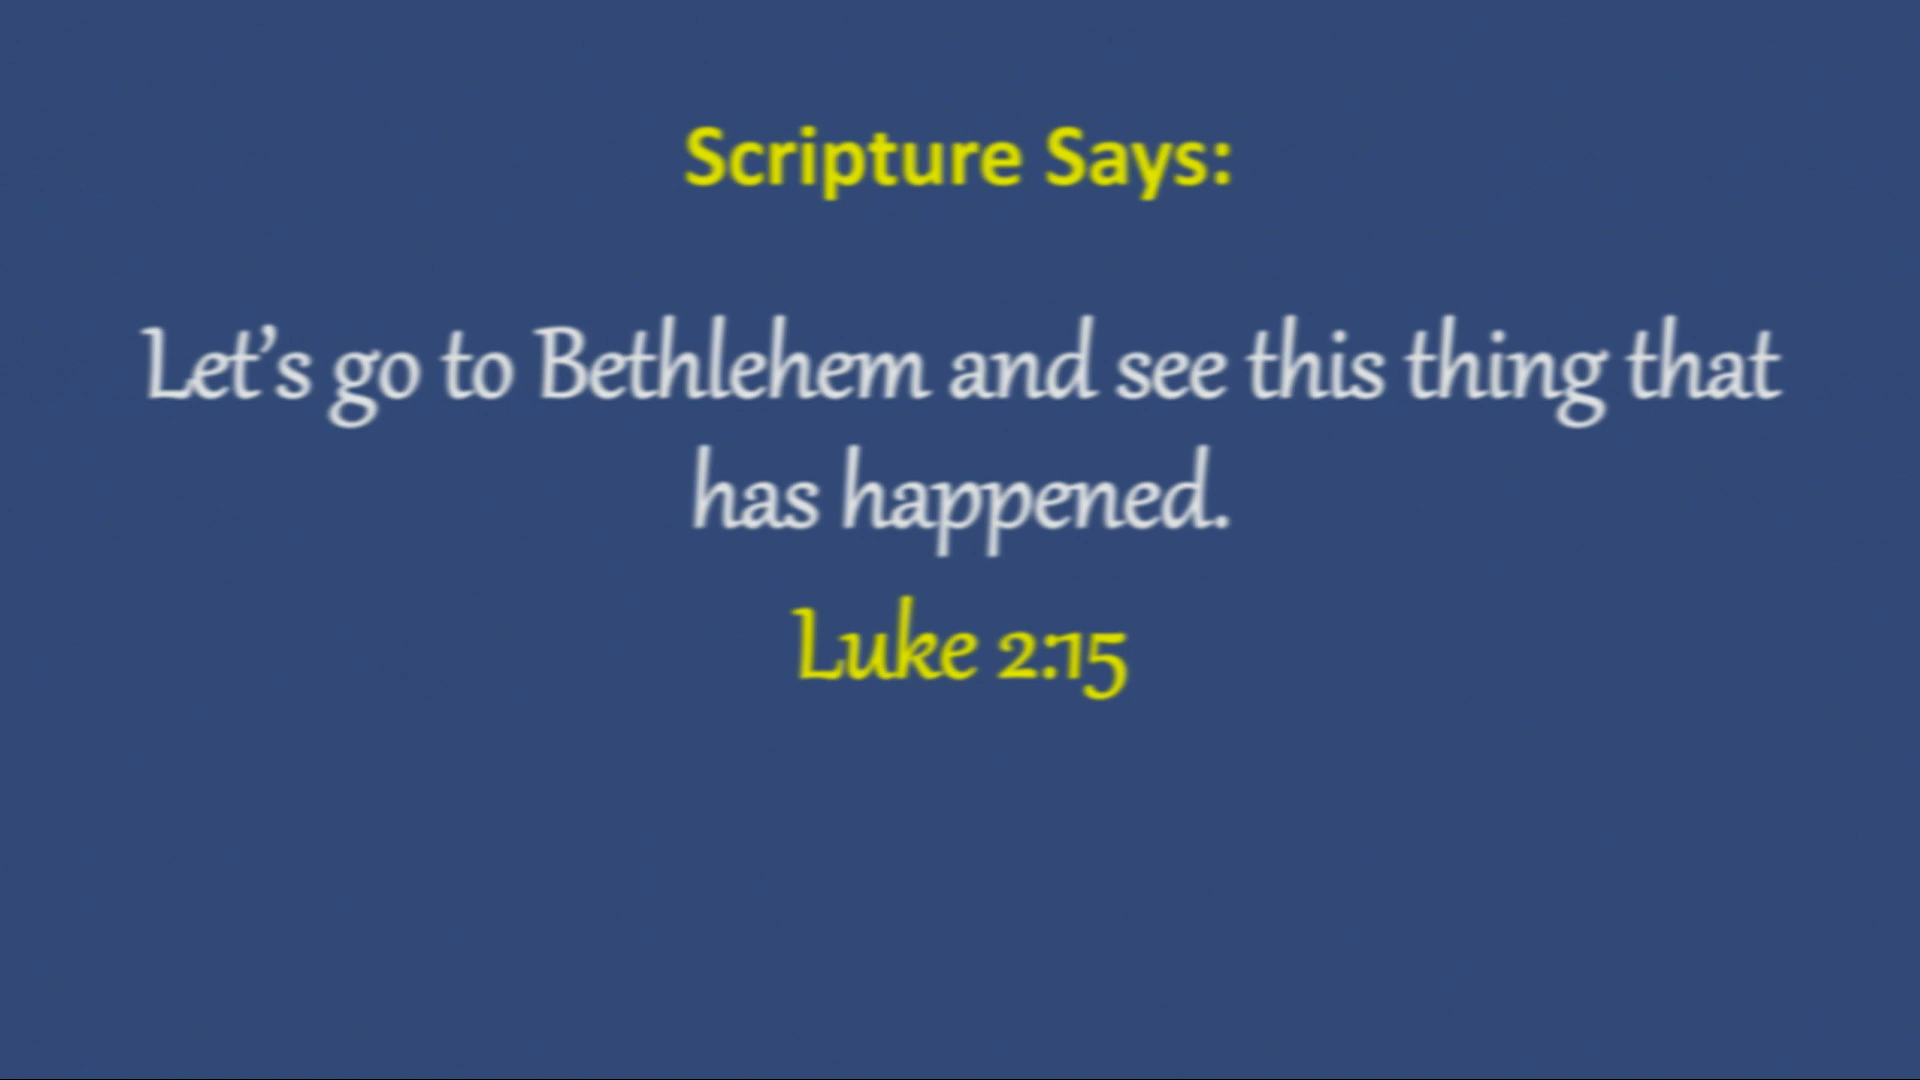 Scripture Says:
Let’s go to Bethlehem and see this thing that
has happened.
Luke 2:15